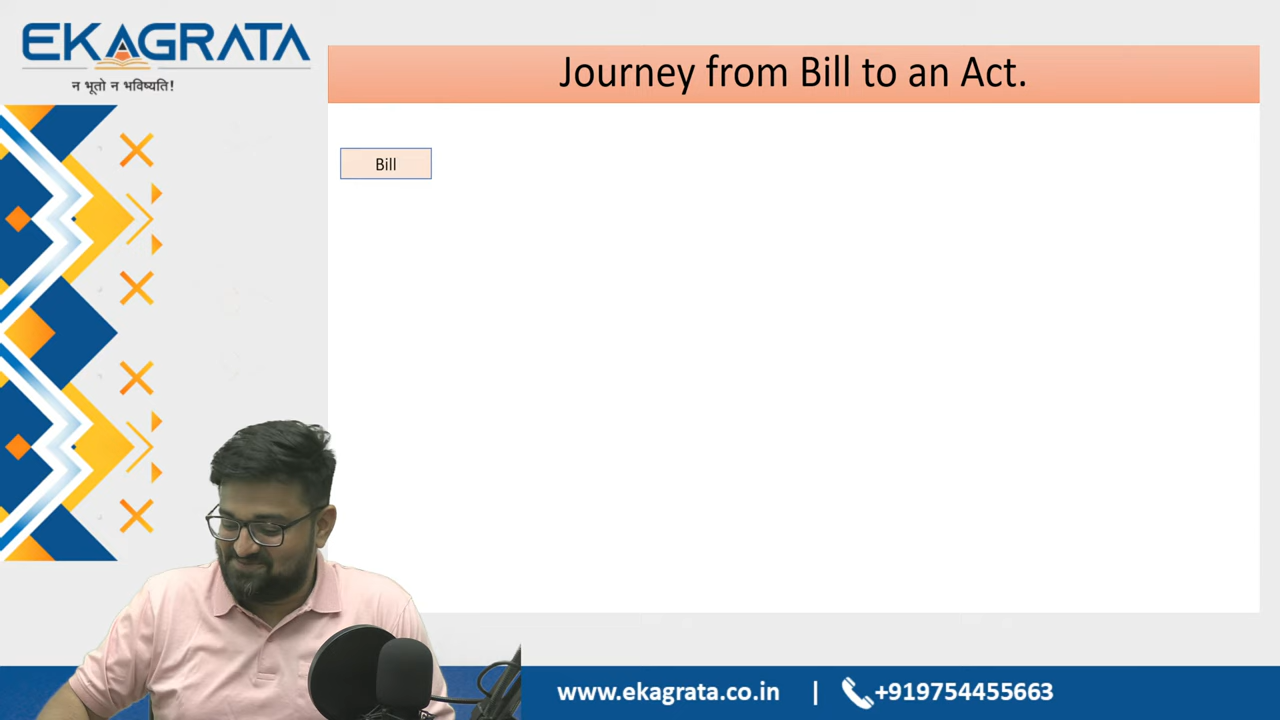 EKAGRATA
न भूतो न भविष्यति!
Journey from Bill to an Act.
Bill
www.ekagrata.co.in | +919754455663